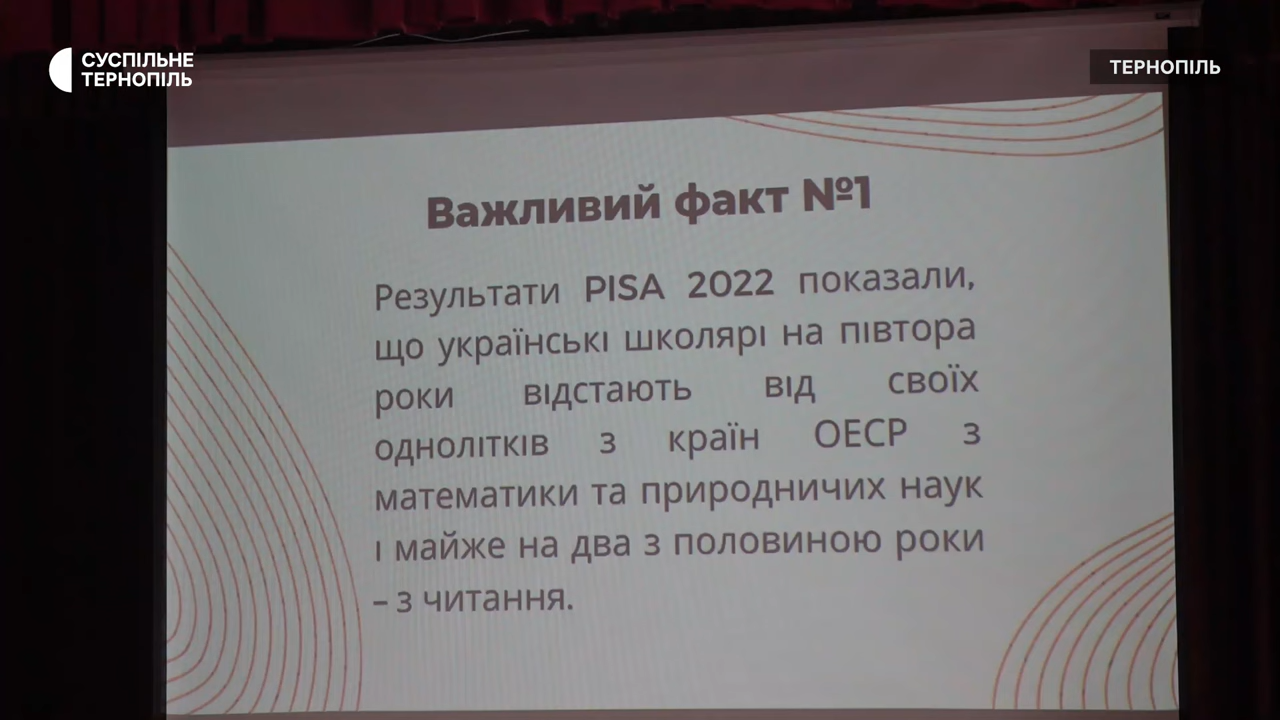 СУСПІЛЬНЕ
ТЕРНОПІЛЬ
ТЕРНОПІЛЬ
Важливий факт №1
Результати PISA 2022 показали,
що українські школярі на півтора
роки відстають від своїх
однолітків з країн ОЕСР з
математики та природничих наук
і майже на два з половиною роки
– з читання.